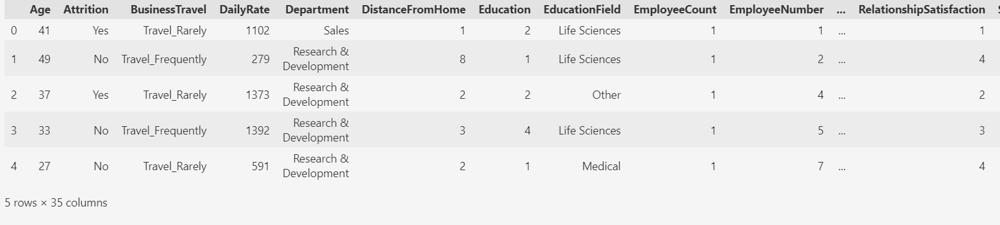 Age Attrition BusinessTravel DailyRate Department DistanceFromHome Education EducationField EmployeeCount EmployeeNumber ... RelationshipSatisfaction
0 41 Yes Travel_Rarely 1102 Sales 1 2 Life Sciences 1 1 ... 1
1 49 No Travel_Frequently 279 Research & Development 8 1 Life Sciences 1 2 ... 4
2 37 Yes Travel_Rarely 1373 Research & Development 2 2 Other 1 4 ... 2
3 33 No Travel_Frequently 1392 Research & Development 3 4 Life Sciences 1 5 ... 3
4 27 No Travel_Rarely 591 Research & Development 2 1 Medical 1 7 ... 4
5 rows × 35 columns